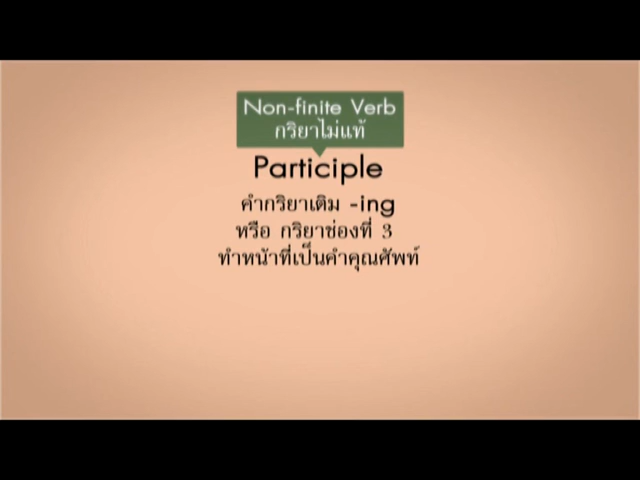 Non-finite Verb
กริยาไม่แท้
Participle
คำกริยาเติม -ing
หรือ กริยาช่องที่ 3
ทำหน้าที่เป็นคำคุณศัพท์